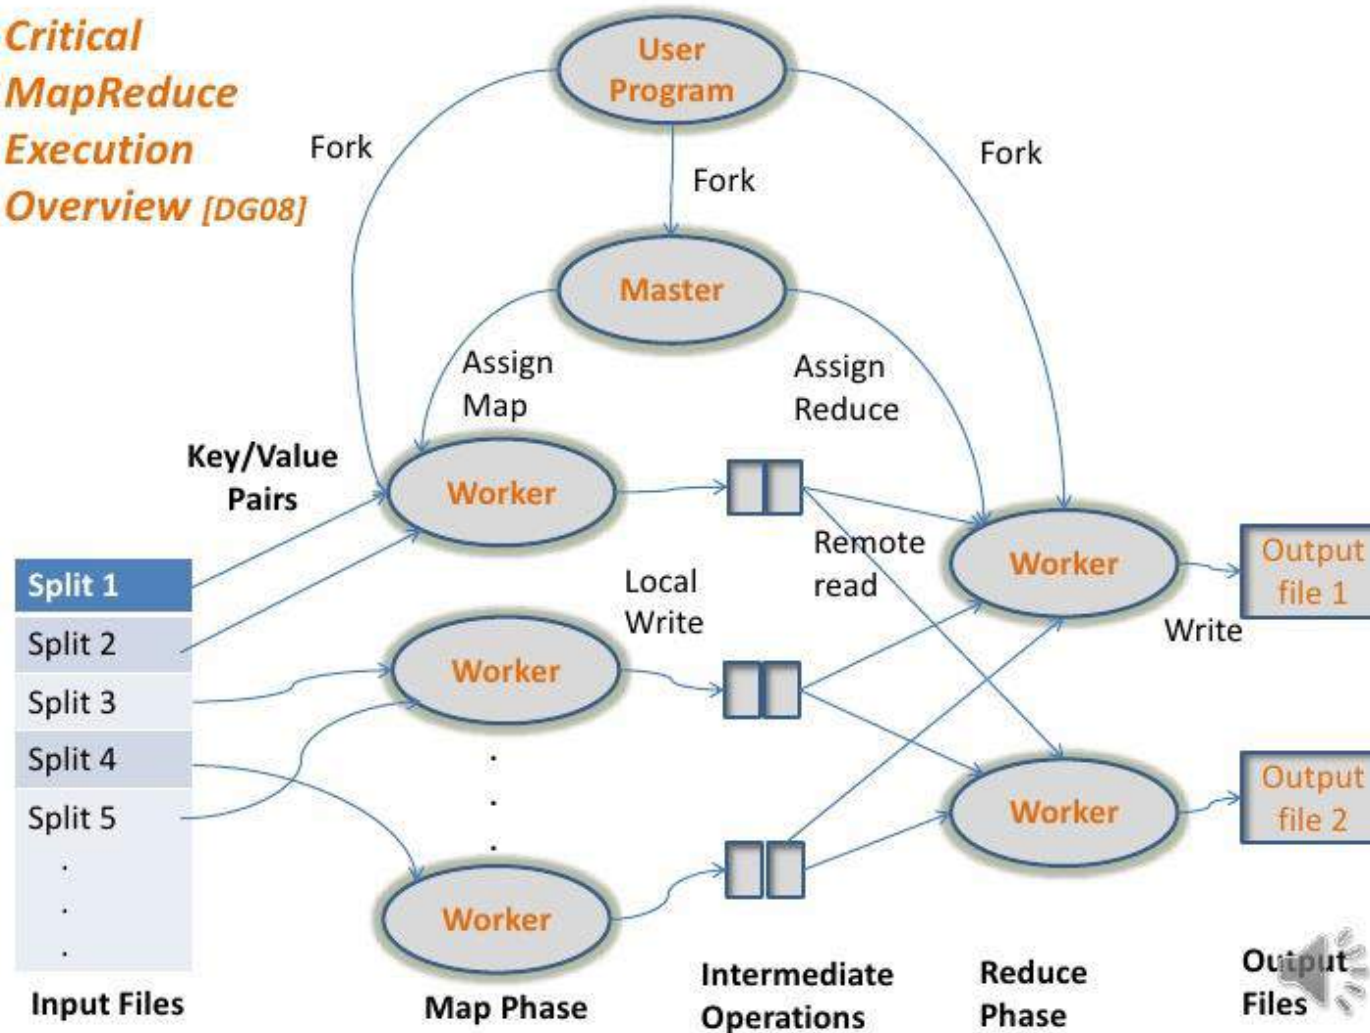 Critical
MapReduce
Execution
Overview [DG08]
User
Program
Fork
Fork
Fork
Master
Assign
Map
Assign
Reduce
Key/Value
Pairs
Worker
Remote
read
Worker
Output
file 1
Write
Split 1
Split 2
Split 3
Split 4
Split 5
.
.
.
Local
Write
Worker
.
.
.
Worker
Worker
Output
file 2
Input Files
Map Phase
Intermediate
Operations
Reduce
Phase
Output
Files